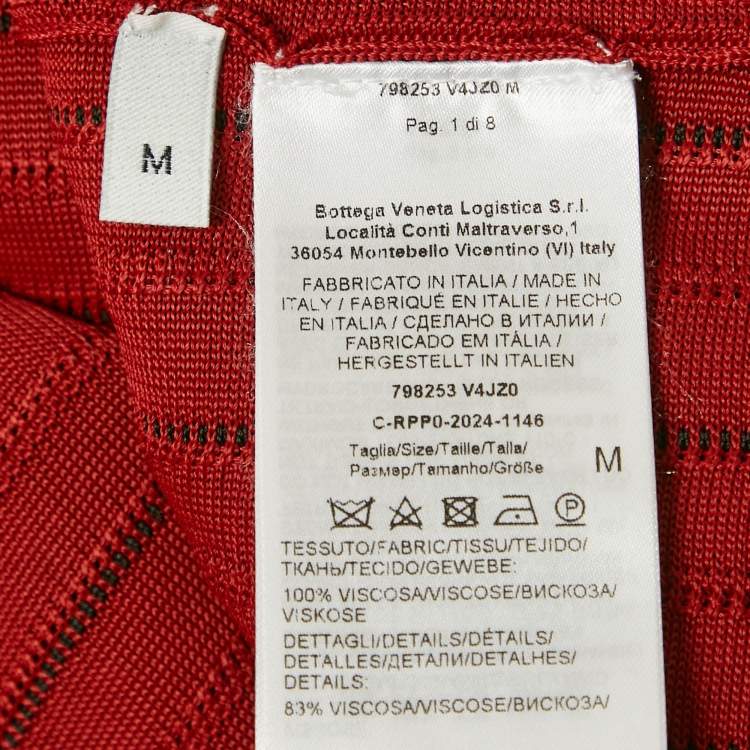 M
798253 V4JZ0 M
Pag. 1 di 8
Bottega Veneta Logistica S.r.l.
Località Conti Maltraverso,1
36054 Montebello Vicentino (VI) Italy
FABBRICATO IN ITALIA / MADE IN
ITALY / FABRIQUÉ EN ITALIE / HECHO
EN ITALIA / СДЕЛАНО В ИТАЛИИ /
FABRICADO EM ITÁLIA /
HERGESTELLT IN ITALIEN
798253 V4JZ0
C-RPP0-2024-1146
Taglia/Size/Taille/Talla/
Размер/Tamanho/Größe M
P
TESSUTO/FABRIC/TISSU/TEJIDO/
ТКАНЬ/TECIDO/GEWEBE:
100% VISCOSA/VISCOSE/ВИСКОЗА/
VISKOSE
DETTAGLI/DETAILS/DÉTAILS/
DETALLES/ДЕТАЛИ/DETALHES/
DETAILS:
83% VISCOSA/VISCOSE/ВИСКОЗА/